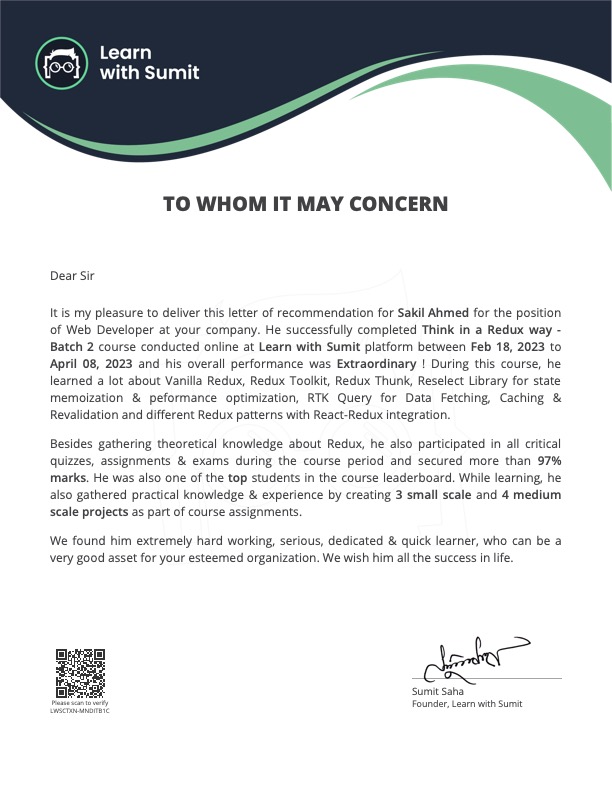 Learn
with Sumit
TO WHOM IT MAY CONCERN
Dear Sir
It is my pleasure to deliver this letter of recommendation for Sakil Ahmed for the position
of Web Developer at your company. He successfully completed Think in a Redux way -
Batch 2 course conducted online at Learn with Sumit platform between Feb 18, 2023 to
April 08, 2023 and his overall performance was Extraordinary ! During this course, he
learned a lot about Vanilla Redux, Redux Toolkit, Redux Thunk, Reselect Library for state
memoization & peformance optimization, RTK Query for Data Fetching, Caching &
Revalidation and different Redux patterns with React-Redux integration.
Besides gathering theoretical knowledge about Redux, he also participated in all critical
quizzes, assignments & exams during the course period and secured more than 97%
marks. He was also one of the top students in the course leaderboard. While learning, he
also gathered practical knowledge & experience by creating 3 small scale and 4 medium
scale projects as part of course assignments.
We found him extremely hard working, serious, dedicated & quick learner, who can be a
very good asset for your esteemed organization. We wish him all the success in life.
Please scan to verify
LWSCTXN-MNDITB1C
Sumit Saha
Founder, Learn with Sumit